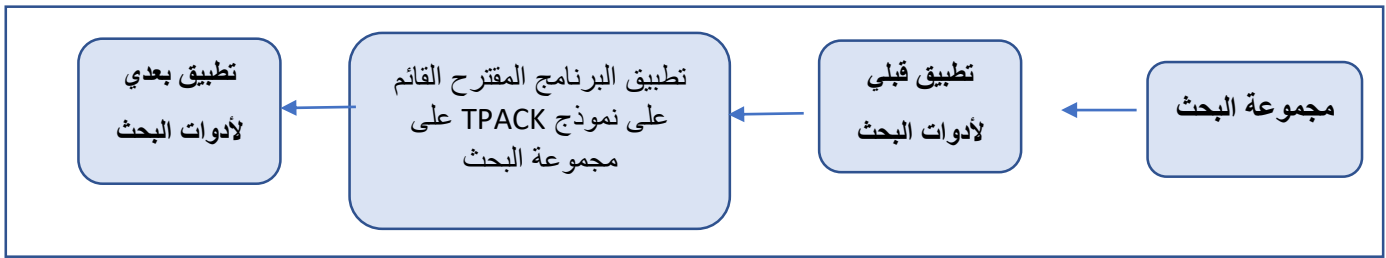 مجموعة البحث
تطبيق قبلي
لأدوات البحث
تطبيق البرنامج المقترح القائم
على نموذج TPACK على
مجموعة البحث
تطبيق بعدي
لأدوات البحث